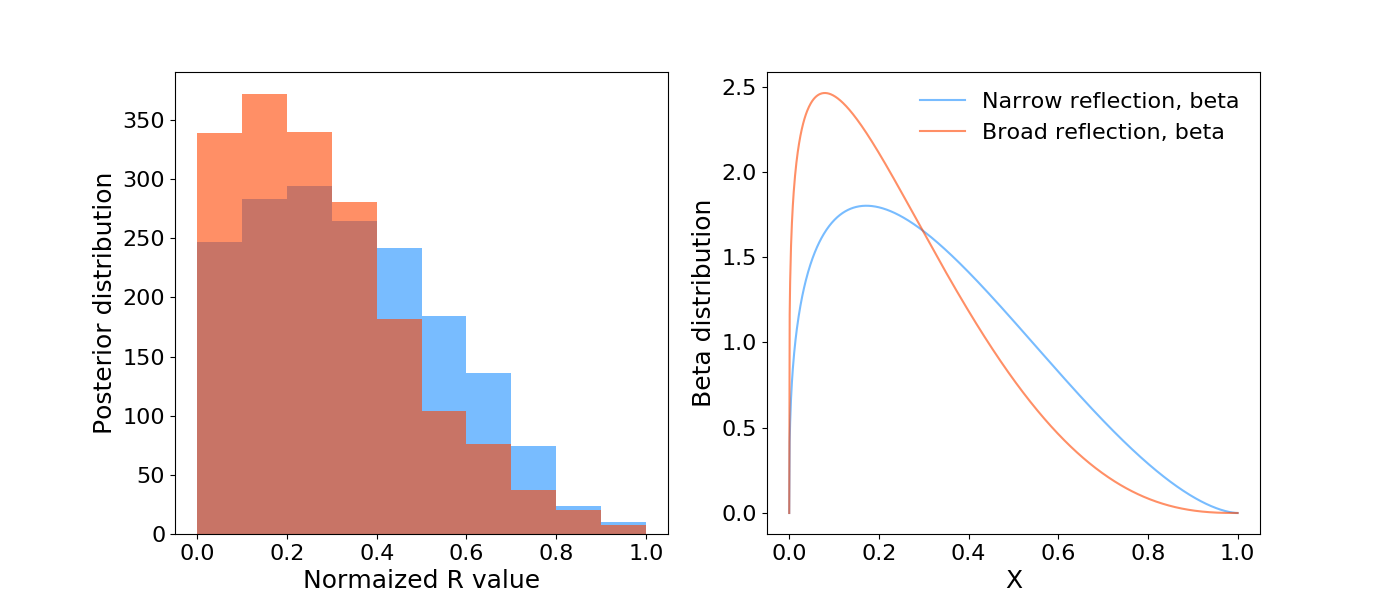 Posterior distribution
350
300
250
200
150
100
50
0
0.0 0.2 0.4 0.6 0.8 1.0
Normaized R value
Beta distribution
2.5
2.0
1.5
1.0
0.5
0.0
Narrow reflection, beta
Broad reflection, beta
0.0 0.2 0.4 0.6 0.8 1.0
X